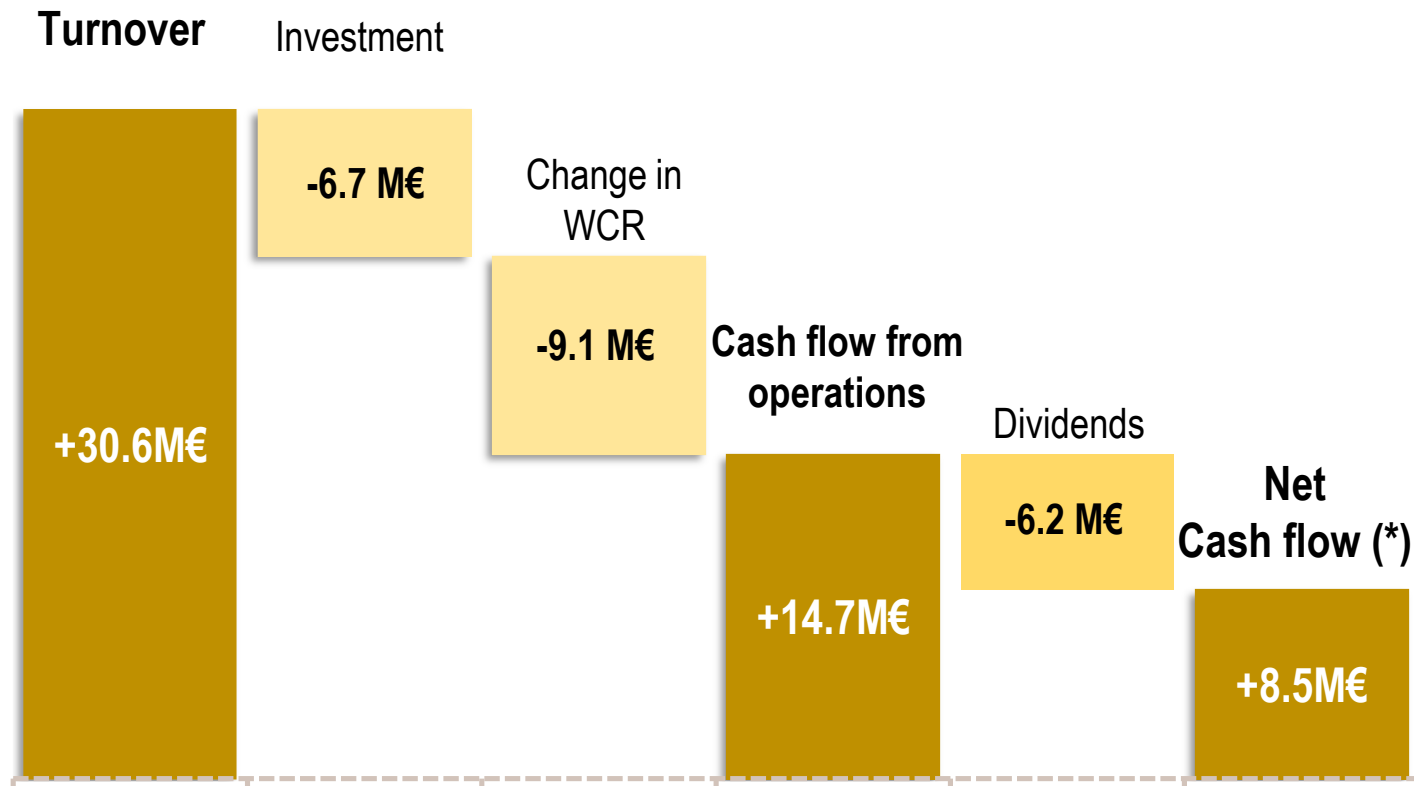 Turnover
Investment
-6.7 M€
Change in
WCR
-9.1 M€
Cash flow from
operations
Dividends
+30.6M€
-6.2 M€
Net
Cash flow (*)
+14.7M€
+8.5M€